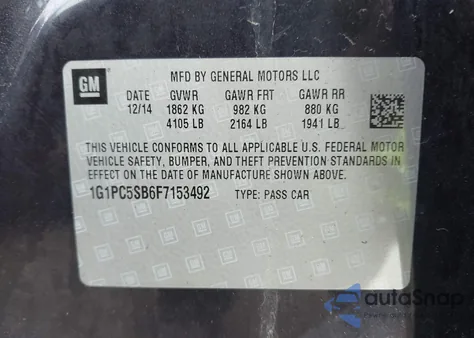 GM
MFD BY GENERAL MOTORS LLC
DATE GVWR GAWR FRT GAWR RR
12/14 1862 KG 982 KG 880 KG
4105 LB 2164 LB 1941 LB
THIS VEHICLE CONFORMS TO ALL APPLICABLE U.S. FEDERAL MOTOR
VEHICLE SAFETY, BUMPER, AND THEFT PREVENTION STANDARDS
IN EFFECT ON THE DATE OF MANUFACTURE SHOWN ABOVE.
1G1PC5SB6F7153492 TYPE: PASS CAR
autoSnap